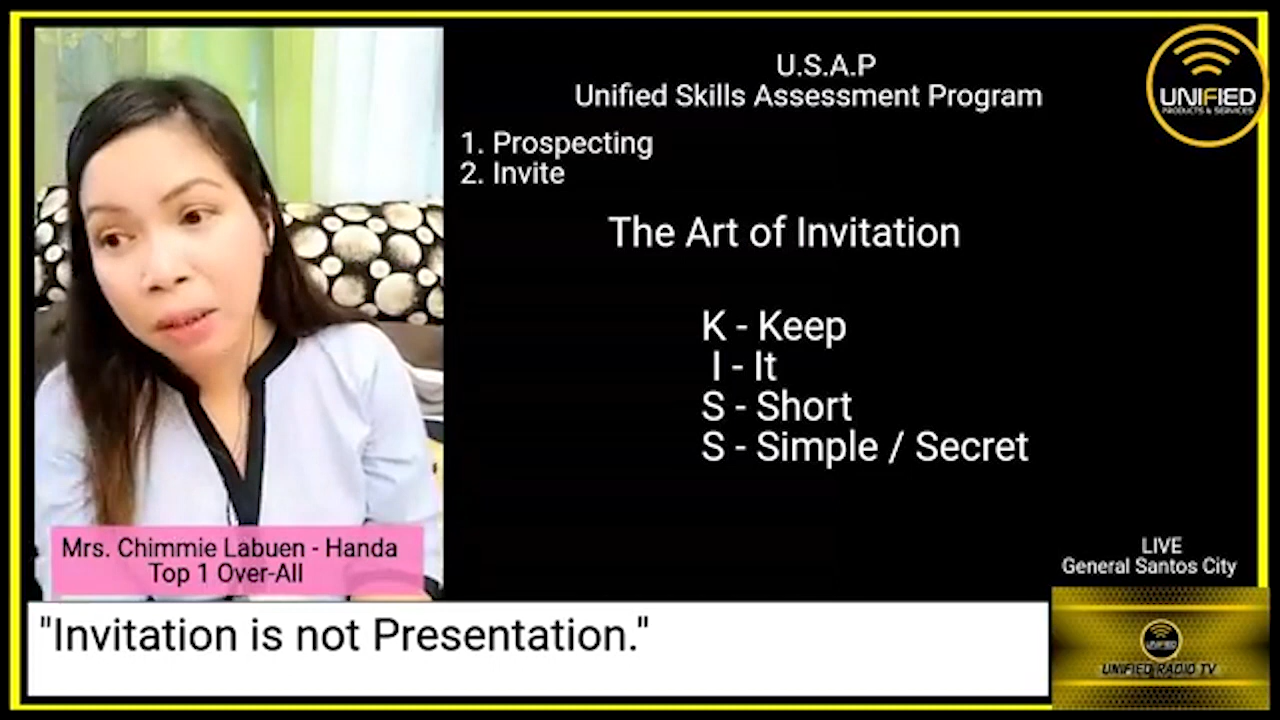 U.S.A.P
Unified Skills Assessment Program
UNIFIED
PRODUCTS & SERVICES
1. Prospecting
2. Invite
The Art of Invitation
K - Keep
I - It
S - Short
S - Simple / Secret
Mrs. Chimmie Labuen - Handa
Top 1 Over-All
LIVE
General Santos City
"Invitation is not Presentation."
UNIFIED
UNIFIED RADIO TV